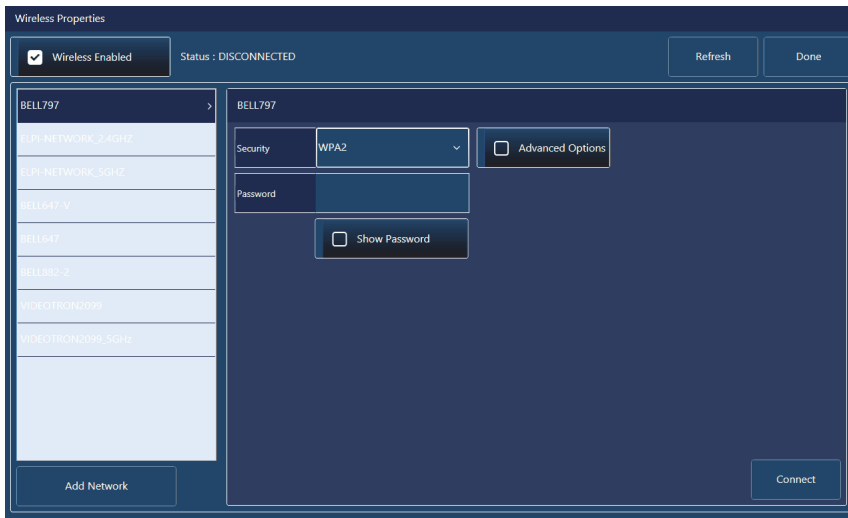 Wireless Properties
Wireless Enabled
Status : DISCONNECTED
Refresh
Done
BELL797
ELPI-NETWORK_2.4GHZ
ELPI-NETWORK_5GHZ
BELL647-V
BELL647
BELL882-2
VIDEOTRON2099
VIDEOTRON2099_5GHz
Add Network
BELL797
Security
WPA2
Advanced Options
Password
Show Password
Connect